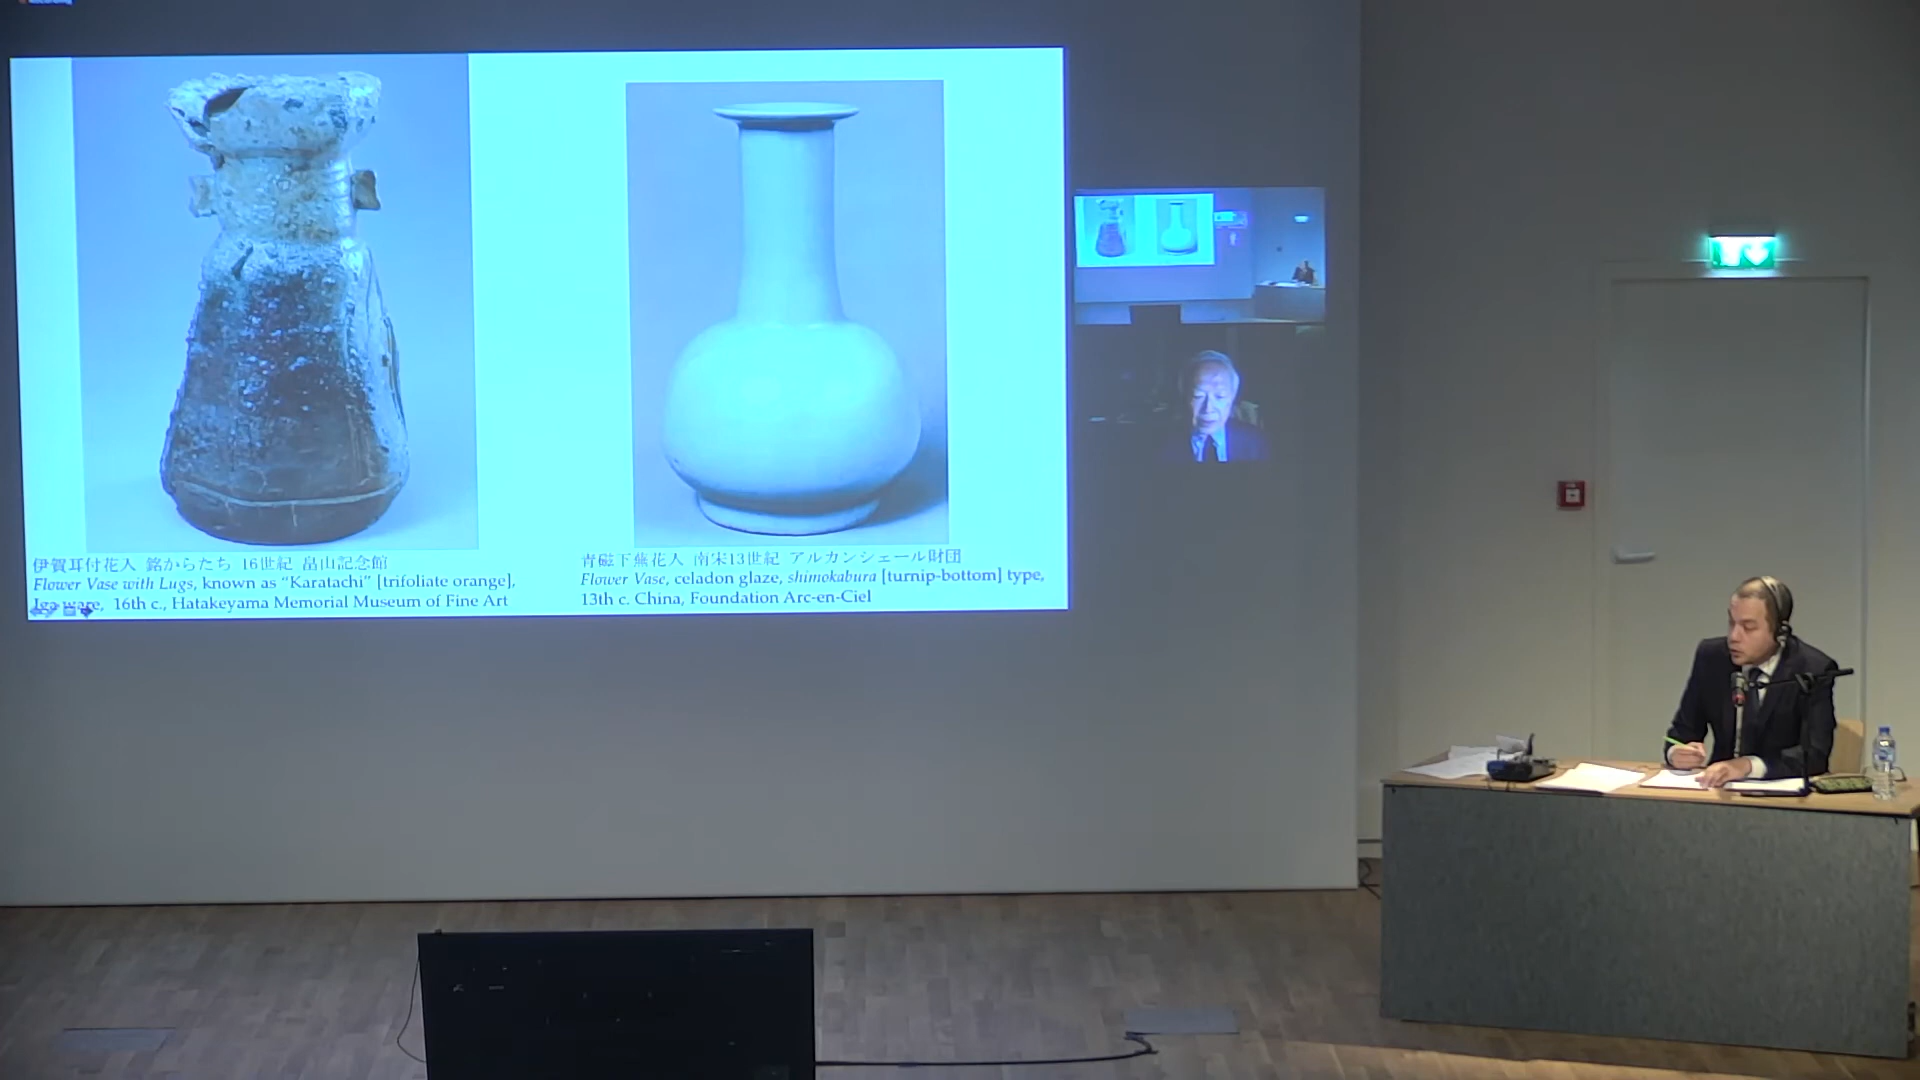 伊賀耳付花入 銘からたち 16世紀 畠山記念館
Flower Vase with Lugs, known as “Karatachi” [trifoliate orange],
Iga ware, 16th c., Hatakeyama Memorial Museum of Fine Art
青磁下蕪花入 南宋13世紀 アルカンシェール財団
Flower Vase, celadon glaze, shimokabura [turnip-bottom] type,
13th c. China, Foundation Arc-en-Ciel